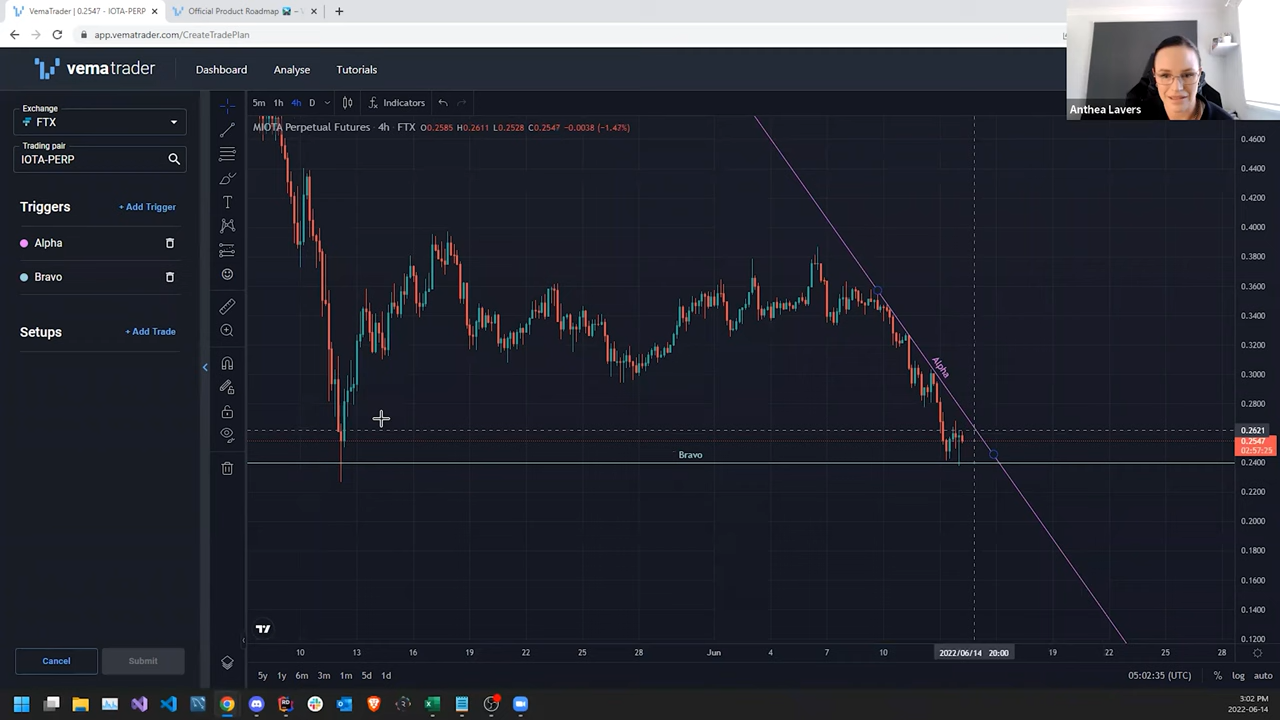 VemaTrader | 0.2547 - IOTA-PERP
Official Product Roadmap
app.vematrader.com/CreateTradePlan
vematrader
Dashboard
Analyse
Tutorials
Anthea Lavers
Exchange
FTX
Trading pair
IOTA-PERP
Triggers
+ Add Trigger
Alpha
Bravo
Setups
+ Add Trade
Cancel
Submit
5m 1h 4h D Indicators
MIOTA Perpetual Futures · 4h · FTX O0.2585 H0.2611 L0.2528 C0.2547 −0.0038 (−1.47%)
Alpha
Bravo
0.4600
0.4400
0.4200
0.4000
0.3800
0.3600
0.3400
0.3200
0.3000
0.2800
0.2621
0.2547
02:57:25
0.2400
0.2200
0.2000
0.1800
0.1600
0.1400
0.1200
10 13 16 19 22 25 28 Jun 4 7 10 2022/06/14 20:00 19 22 25 28
5y 1y 6m 3m 1m 5d 1d
05:02:35 (UTC) % log auto
3:02 PM
2022-06-14